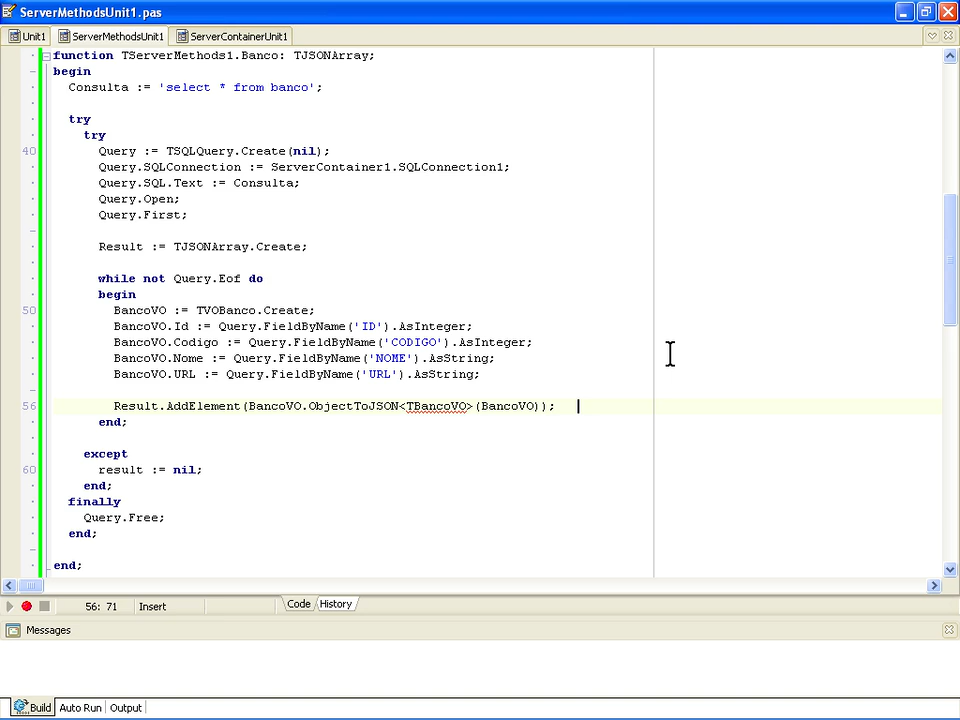 ServerMethodsUnit1.pas
Unit1 ServerMethodsUnit1 ServerContainerUnit1
function TServerMethods1.Banco: TJSONArray;
begin
Consulta := 'select * from banco';
try
try
40 Query := TSQLQuery.Create(nil);
Query.SQLConnection := ServerContainer1.SQLConnection1;
Query.SQL.Text := Consulta;
Query.Open;
Query.First;
Result := TJSONArray.Create;
while not Query.Eof do
begin
50 BancoVO := TVOBanco.Create;
BancoVO.Id := Query.FieldByName('ID').AsInteger;
BancoVO.Codigo := Query.FieldByName('CODIGO').AsInteger;
BancoVO.Nome := Query.FieldByName('NOME').AsString;
BancoVO.URL := Query.FieldByName('URL').AsString;
56 Result.AddElement(BancoVO.ObjectToJSON<TBancoVO>(BancoVO));
end;
except
60 result := nil;
end;
finally
Query.Free;
end;
end;
56: 71 Insert Code History
Messages
Build Auto Run Output